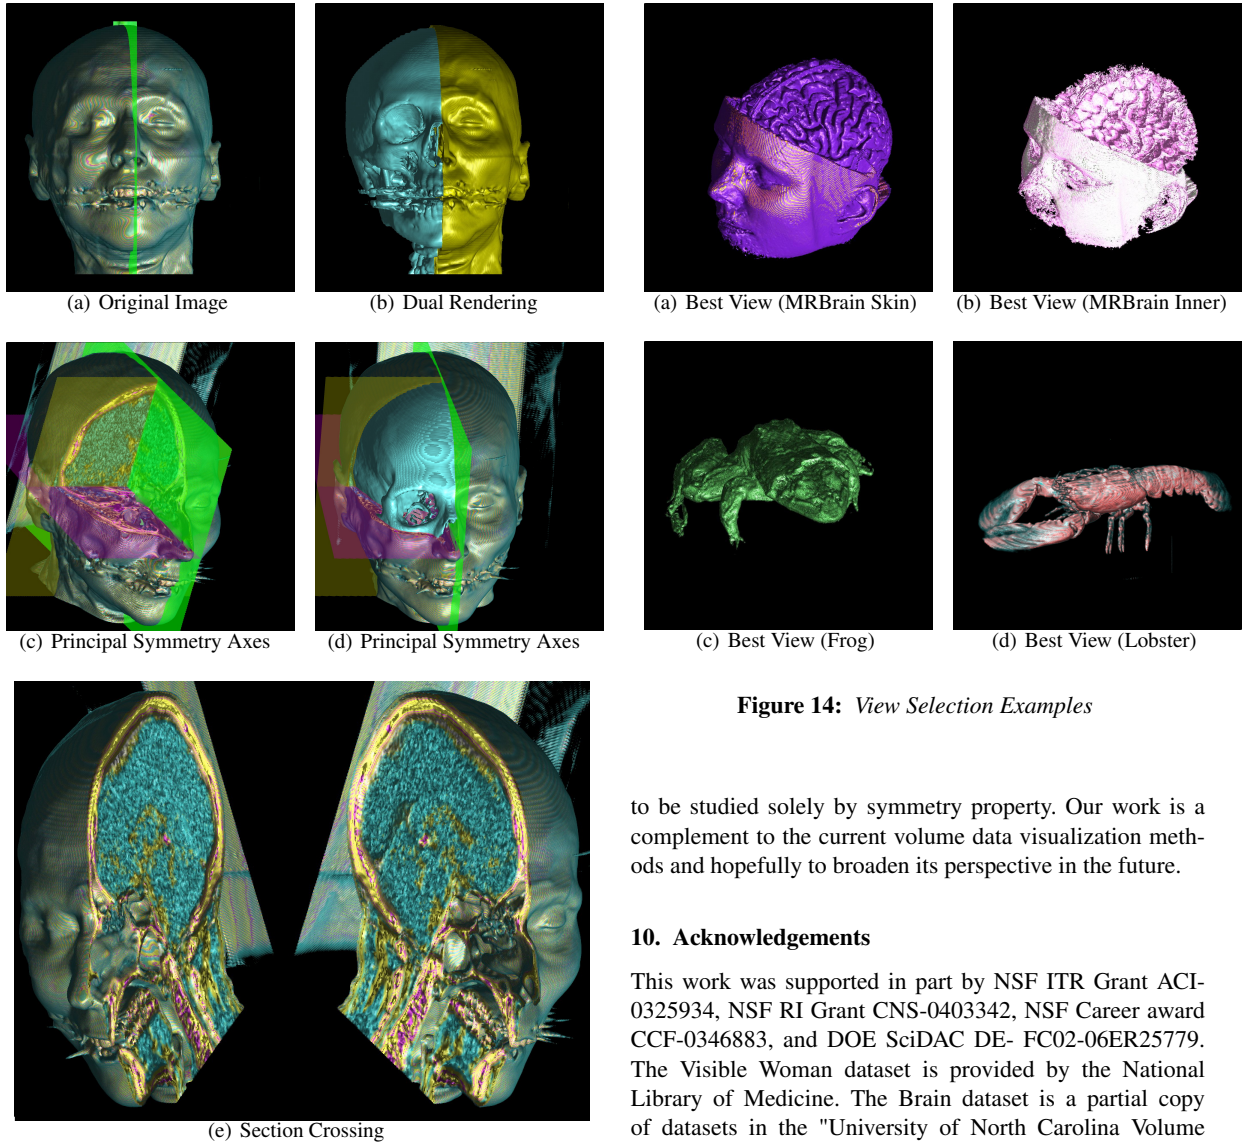 (a) Original Image
(b) Dual Rendering
(c) Principal Symmetry Axes
(d) Principal Symmetry Axes
(e) Section Crossing
(a) Best View (MRBrain Skin)
(b) Best View (MRBrain Inner)
(c) Best View (Frog)
(d) Best View (Lobster)
Figure 14: View Selection Examples
to be studied solely by symmetry property. Our work is a
complement to the current volume data visualization meth-
ods and hopefully to broaden its perspective in the future.
10. Acknowledgements
This work was supported in part by NSF ITR Grant ACI-
0325934, NSF RI Grant CNS-0403342, NSF Career award
CCF-0346883, and DOE SciDAC DE- FC02-06ER25779.
The Visible Woman dataset is provided by the National
Library of Medicine. The Brain dataset is a partial copy
of datasets in the "University of North Carolina Volume